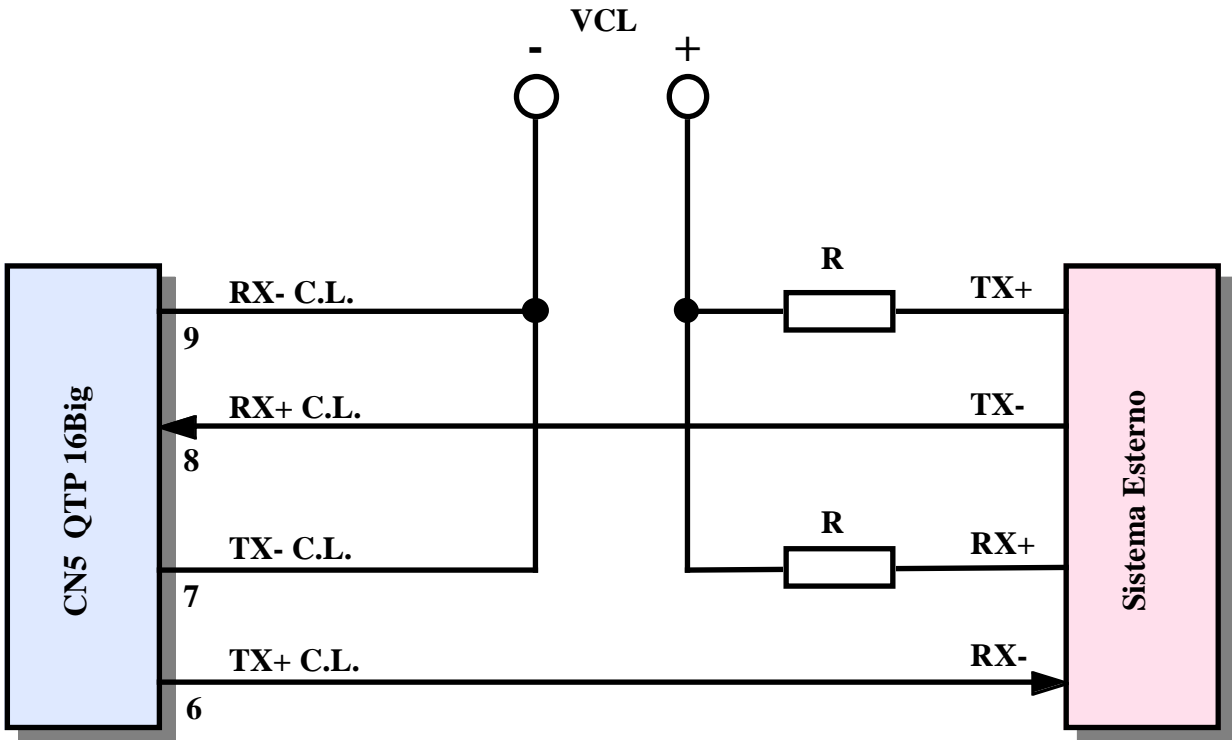 VCL
- +
R
RX- C.L. TX+
9
RX+ C.L. TX-
8
R
TX- C.L. RX+
7
TX+ C.L. RX-
6
CN5 QTP 16Big
Sistema Esterno